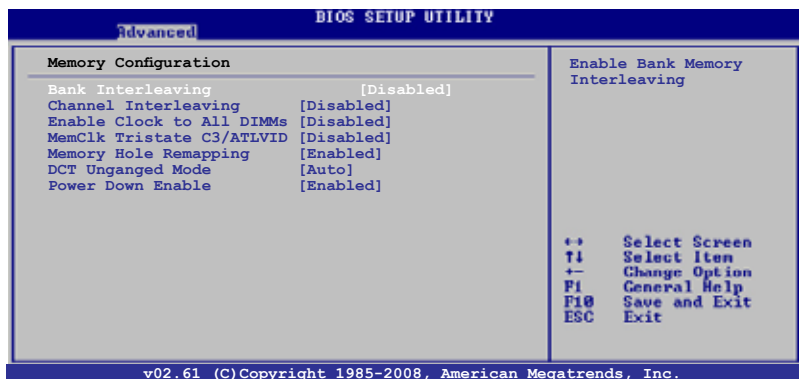 BIOS SETUP UTILITY
Advanced
Memory Configuration
Bank Interleaving [Disabled]
Channel Interleaving [Disabled]
Enable Clock to All DIMMs [Disabled]
MemClk Tristate C3/ATLVID [Disabled]
Memory Hole Remapping [Enabled]
DCT Unganged Mode [Auto]
Power Down Enable [Enabled]
Enable Bank Memory
Interleaving
←→ Select Screen
↑↓ Select Item
+- Change Option
F1 General Help
F10 Save and Exit
ESC Exit
v02.61 (C)Copyright 1985-2008, American Megatrends, Inc.